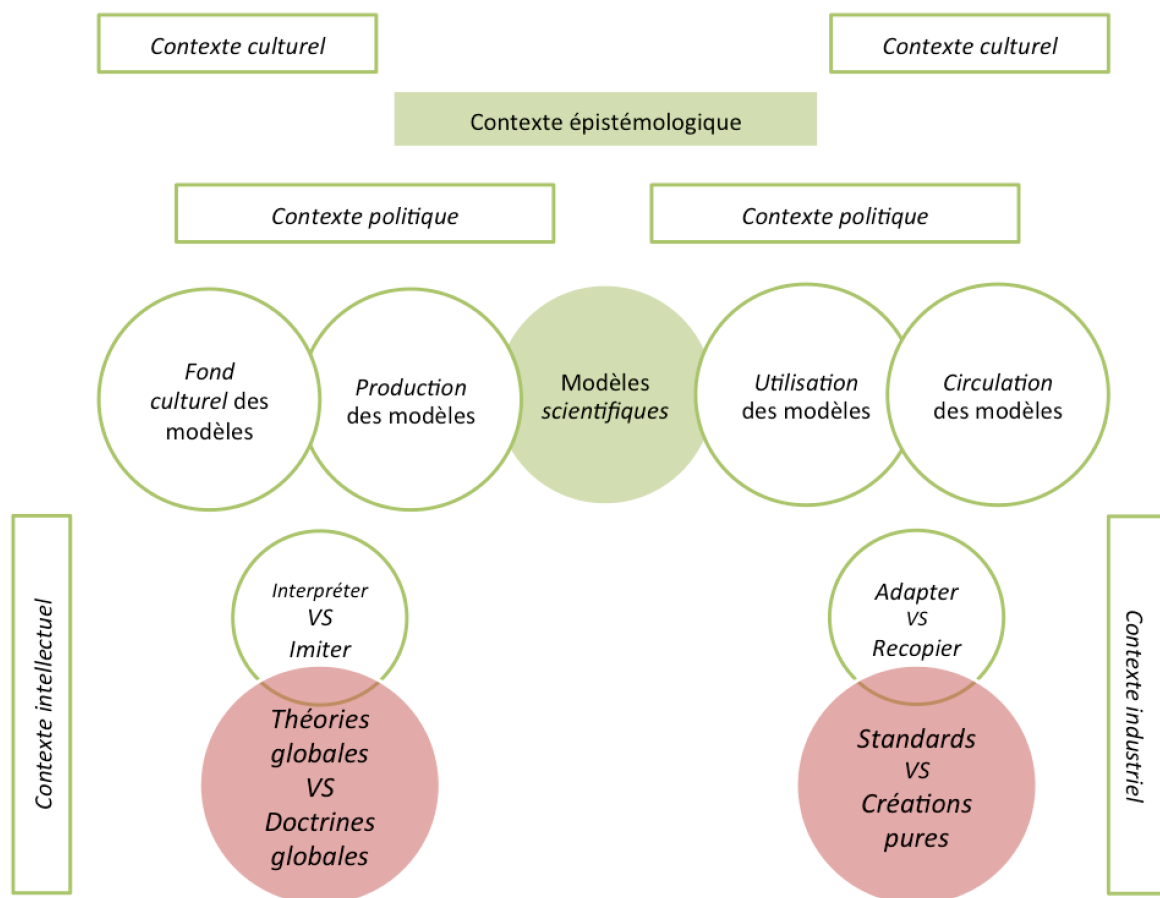 Contexte culturel
Contexte culturel
Contexte épistémologique
Contexte politique
Contexte politique
Fond
culturel des
modèles
Production
des modèles
Modèles
scientifiques
Utilisation
des modèles
Circulation
des modèles
Contexte intellectuel
Interpréter
VS
Imiter
Théories
globales
VS
Doctrines
globales
Adapter
VS
Recopier
Standards
VS
Créations
pures
Contexte industriel